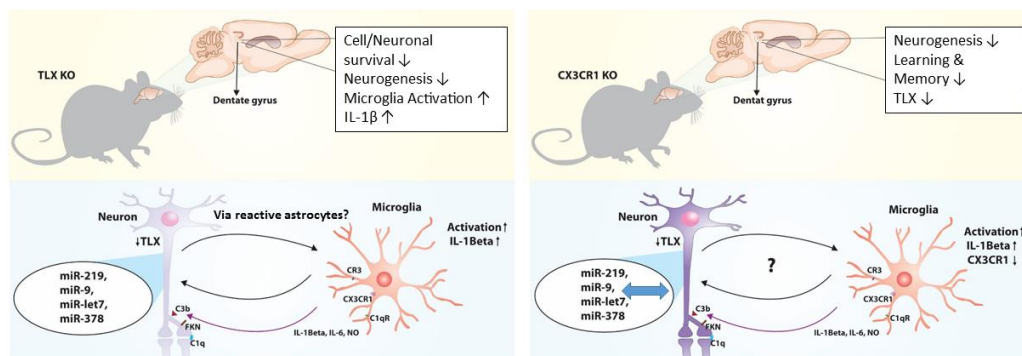 TLX KO
Cell/Neuronal
survival ↓
Neurogenesis ↓
Microglia Activation ↑
IL-1β ↑
Dentate gyrus
Neuron
↓TLX
Via reactive astrocytes?
Microglia
Activation↑
IL-1Beta↑
miR-219,
miR-9,
miR-let7,
miR-378
CR3
CX3CR1
C1qR
C3b
FKN
C1q
IL-1Beta, IL-6, NO
CX3CR1 KO
Neurogenesis ↓
Learning &
Memory ↓
TLX ↓
Dentat gyrus
Neuron
↓TLX
?
Microglia
Activation↑
IL-1Beta↑
CX3CR1↓
miR-219,
miR-9,
miR-let7,
miR-378
CR3
CX3CR1
C1qR
C3b
FKN
C1q
IL-1Beta, IL-6, NO